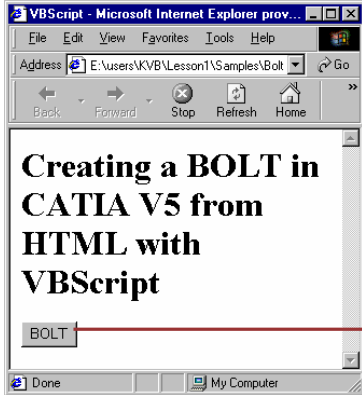 VBScript - Microsoft Internet Explorer prov...
File Edit View Favorites Tools Help
Address E:\users\KVB\Lesson1\Samples\Bolt Go
Back Forward Stop Refresh Home »
Creating a BOLT in
CATIA V5 from
HTML with
VBScript
BOLT
Done My Computer